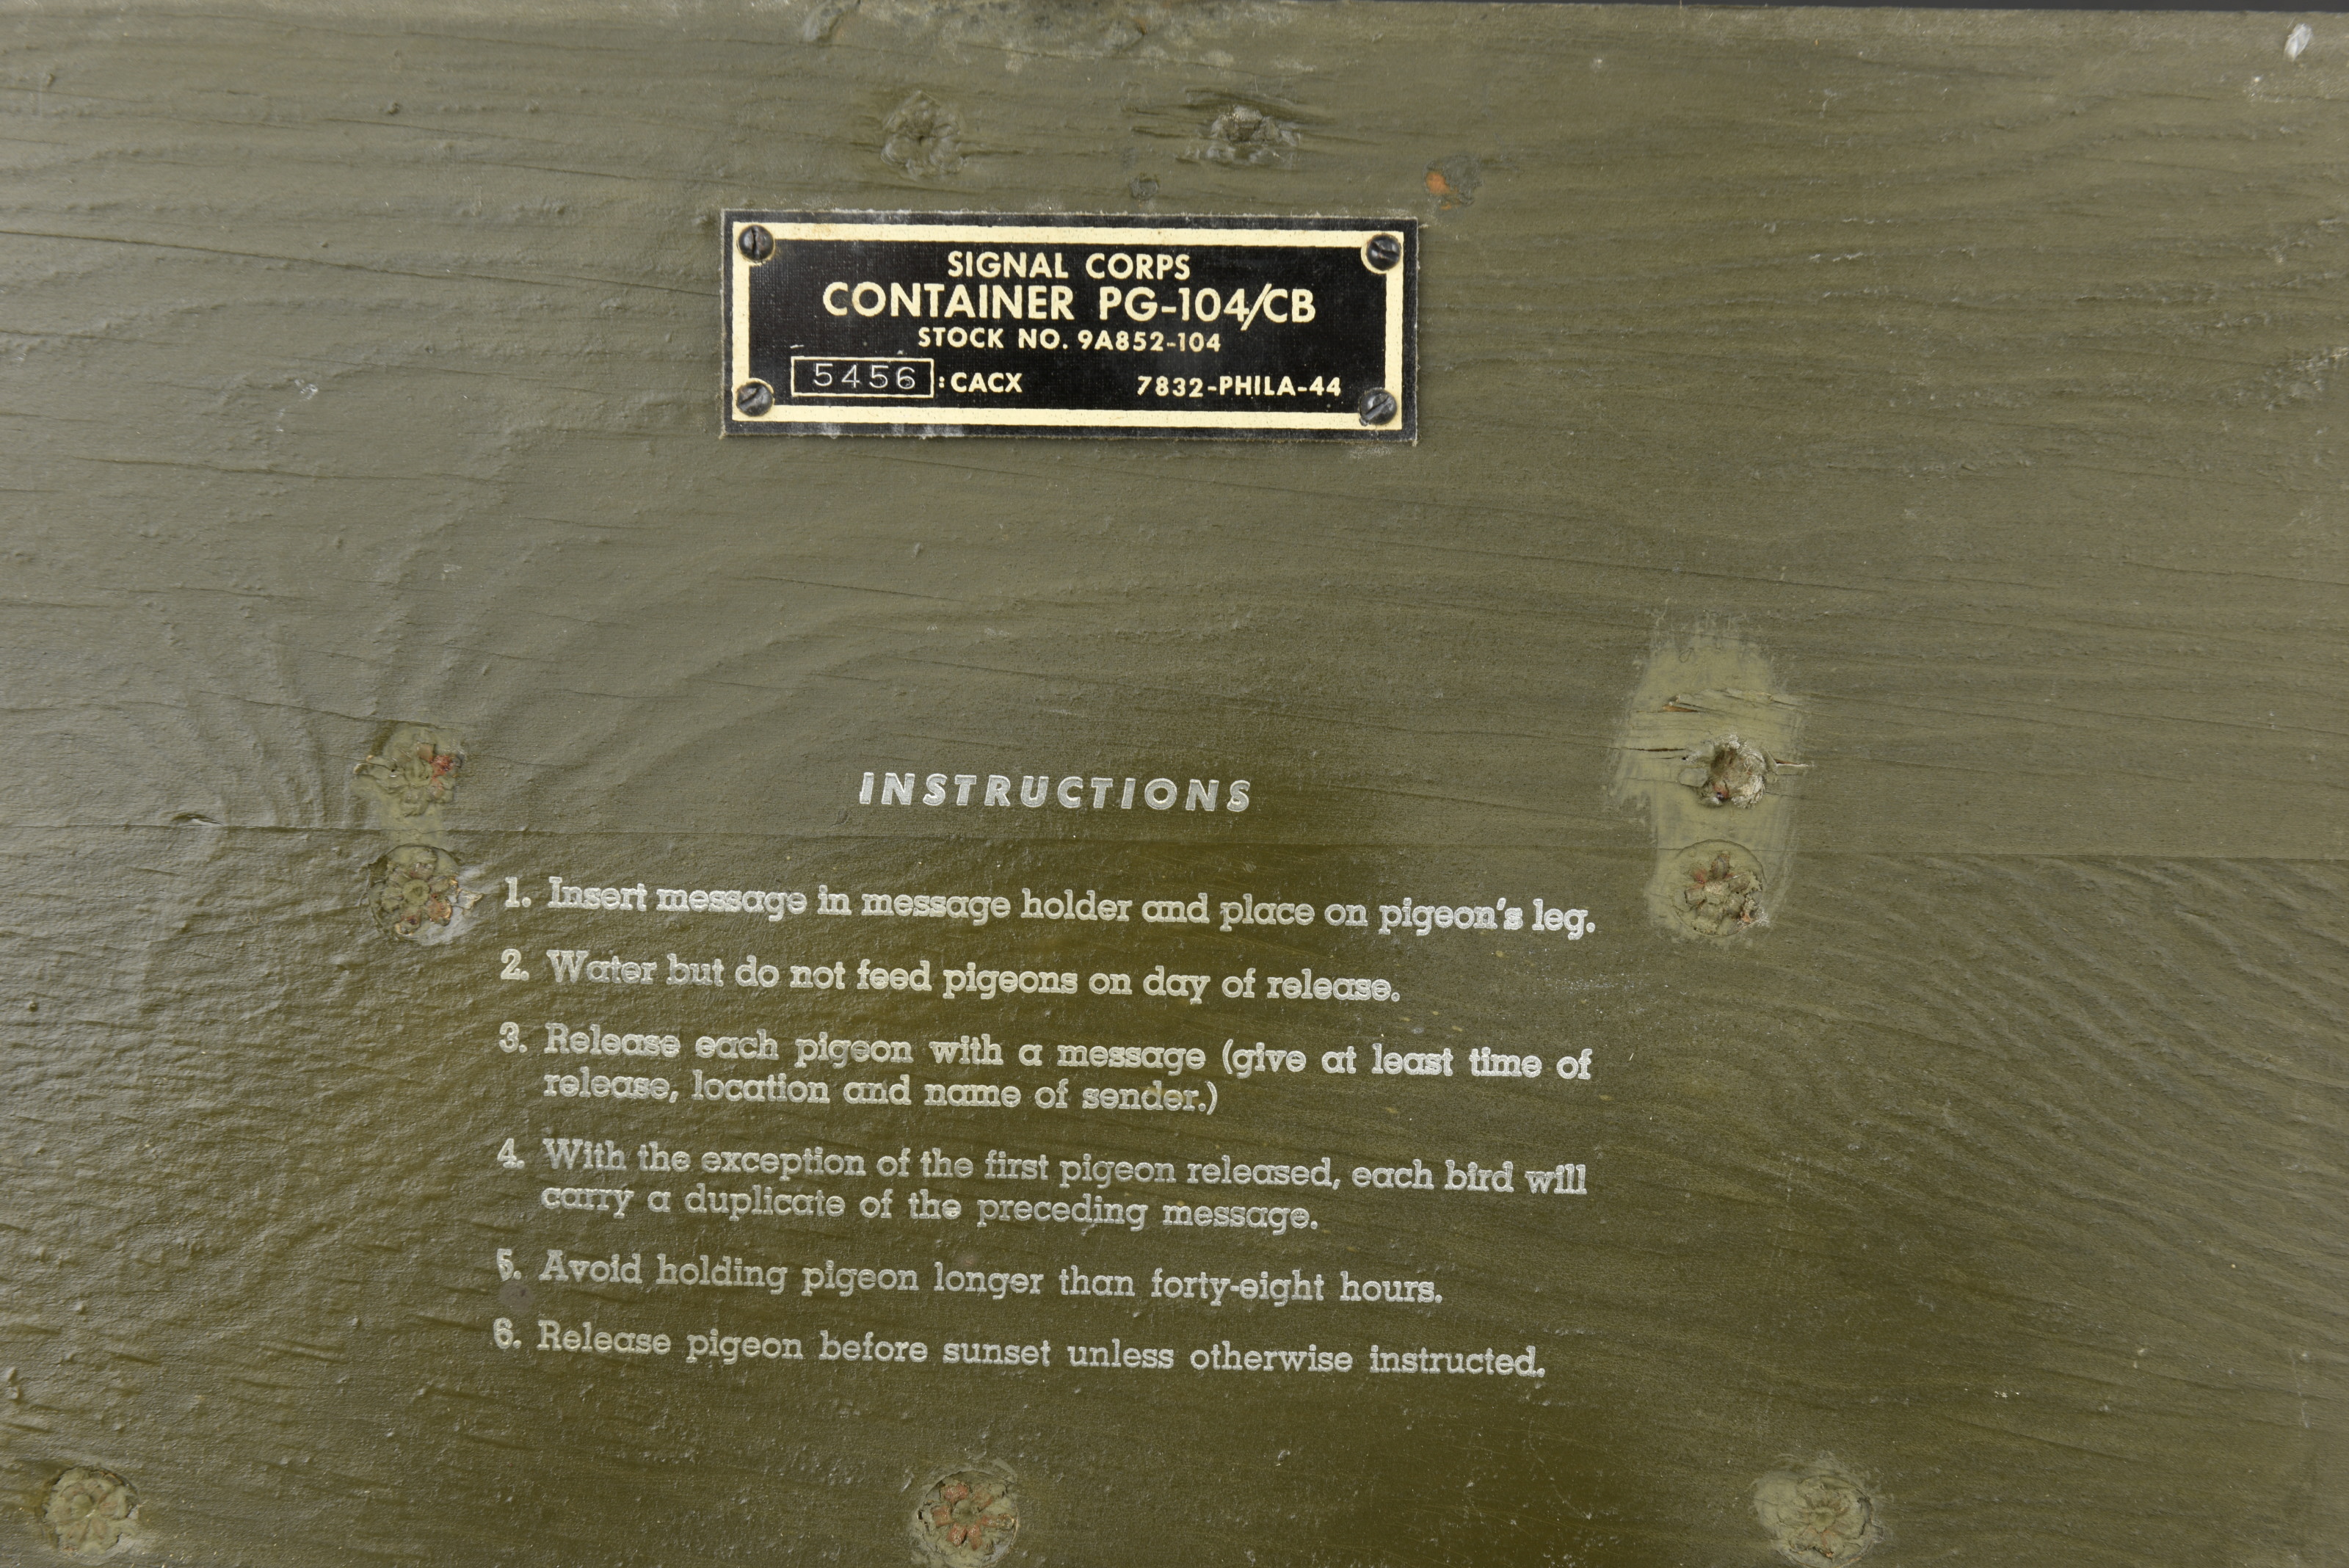 SIGNAL CORPS
CONTAINER PG-104/CB
STOCK NO. 9A852-104
5456 : CACX 7832-PHILA-44
INSTRUCTIONS
1. Insert message in message holder and place on pigeon's leg.
2. Water but do not feed pigeons on day of release.
3. Release each pigeon with a message (give at least time of
release, location and name of sender.)
4. With the exception of the first pigeon released, each bird will
carry a duplicate of the preceding message.
5. Avoid holding pigeon longer than forty-eight hours.
6. Release pigeon before sunset unless otherwise instructed.